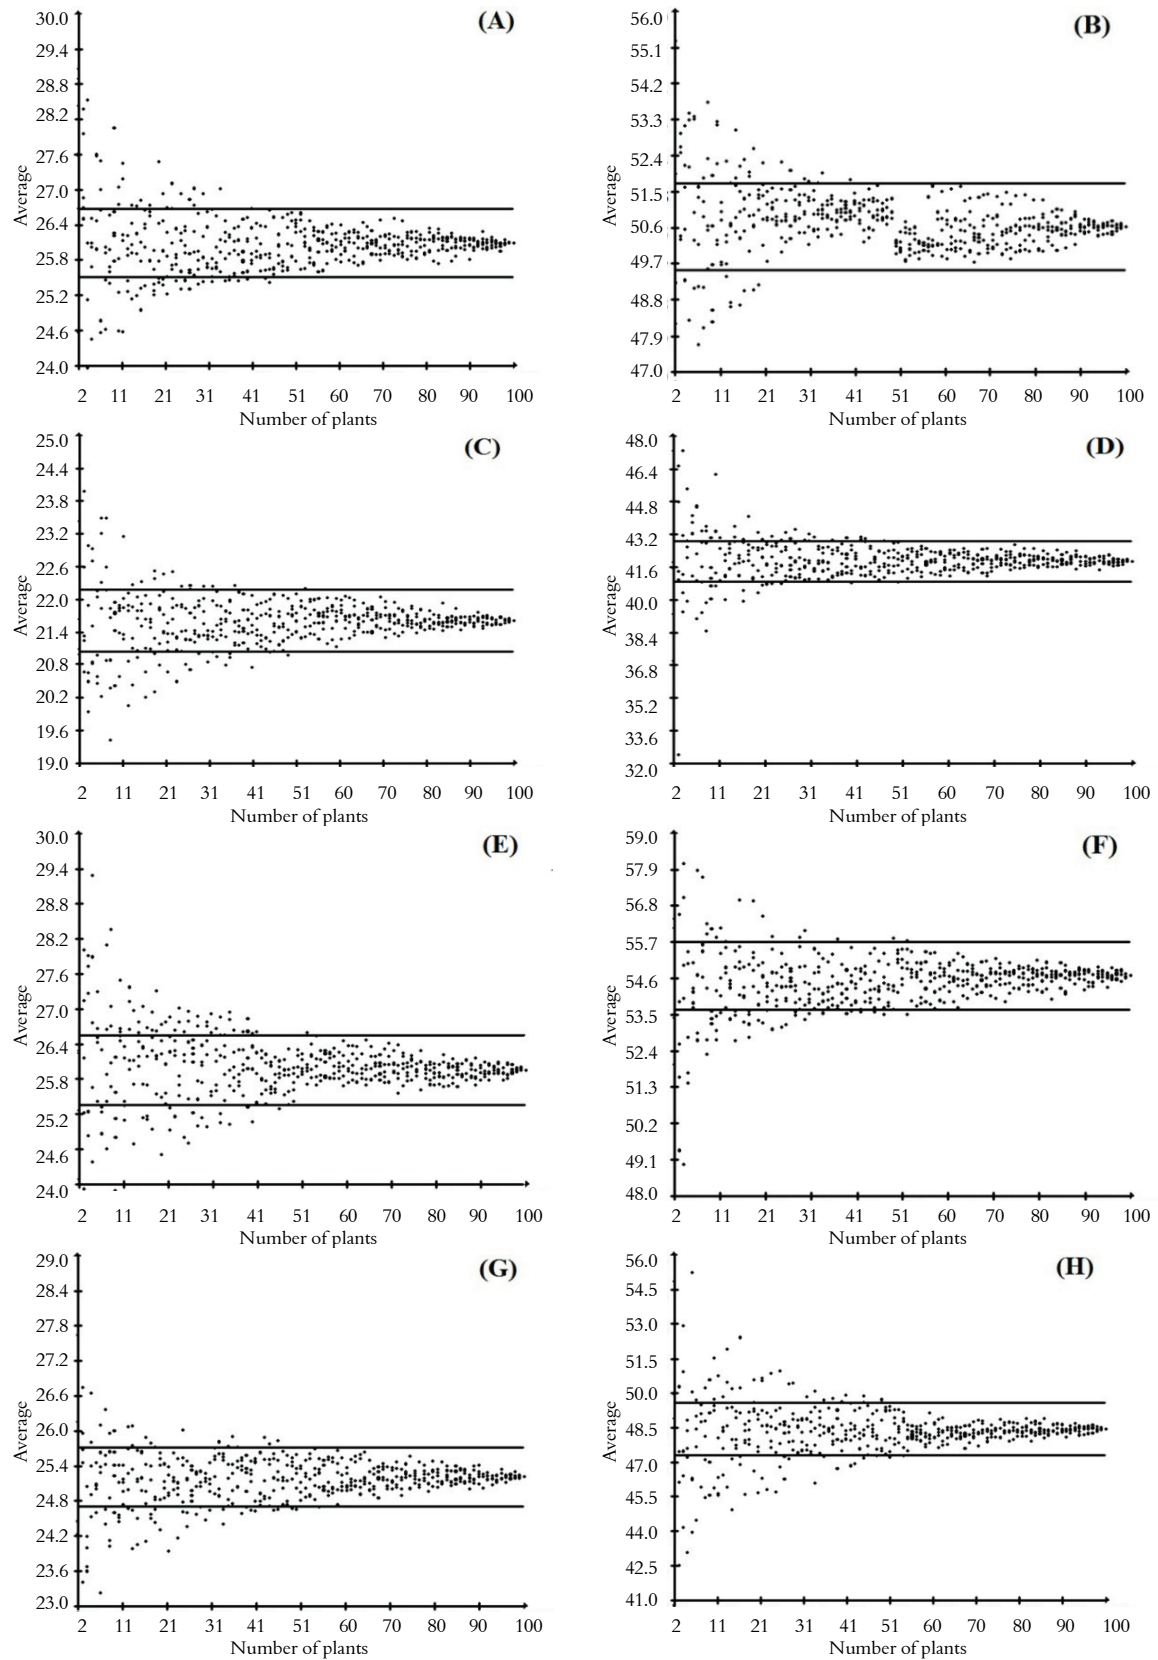 (A)
30.0
29.4
28.8
28.2
27.6
27.0
26.4
25.8
25.2
24.6
24.0
Average
2 11 21 31 41 51 60 70 80 90 100
Number of plants
(B)
56.0
55.1
54.2
53.3
52.4
51.5
50.6
49.7
48.8
47.9
47.0
Average
2 11 21 31 41 51 60 70 80 90 100
Number of plants
(C)
25.0
24.4
23.8
23.2
22.6
22.0
21.4
20.8
20.2
19.6
19.0
Average
2 11 21 31 41 51 60 70 80 90 100
Number of plants
(D)
48.0
46.4
44.8
43.2
41.6
40.0
38.4
36.8
35.2
33.6
32.0
Average
2 11 21 31 41 51 60 70 80 90 100
Number of plants
(E)
30.0
29.4
28.8
28.2
27.6
27.0
26.4
25.8
25.2
24.6
24.0
Average
2 11 21 31 41 51 60 70 80 90 100
Number of plants
(F)
59.0
57.9
56.8
55.7
54.6
53.5
52.4
51.3
50.2
49.1
48.0
Average
2 11 21 31 41 51 60 70 80 90 100
Number of plants
(G)
29.0
28.4
27.8
27.2
26.6
26.0
25.4
24.8
24.2
23.6
23.0
Average
2 11 21 31 41 51 60 70 80 90 100
Number of plants
(H)
56.0
54.5
53.0
51.5
50.0
48.5
47.0
45.5
44.0
42.5
41.0
Average
2 11 21 31 41 51 60 70 80 90 100
Number of plants